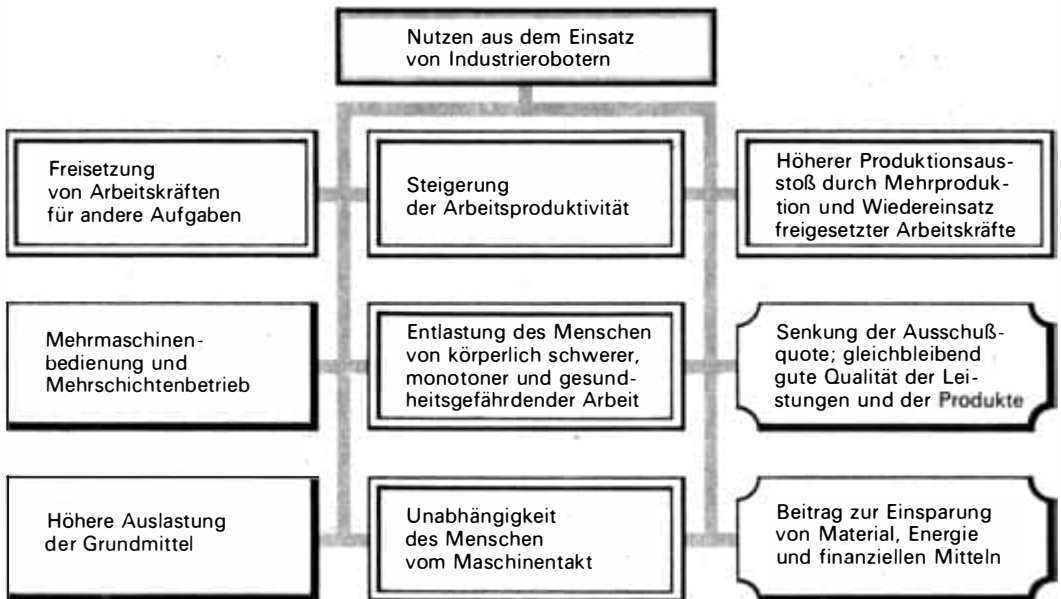 Nutzen aus dem Einsatz
von Industrierobotern
Freisetzung
von Arbeitskräften
für andere Aufgaben
Steigerung
der Arbeitsproduktivität
Höherer Produktionsaus-
stoß durch Mehrproduk-
tion und Wiedereinsatz
freigesetzter Arbeitskräfte
Mehrmaschinen-
bedienung und
Mehrschichtenbetrieb
Entlastung des Menschen
von körperlich schwerer,
monotoner und gesund-
heitsgefährdender Arbeit
Senkung der Ausschuß-
quote; gleichbleibend
gute Qualität der Lei-
stungen und der Produkte
Höhere Auslastung
der Grundmittel
Unabhängigkeit
des Menschen
vom Maschinentakt
Beitrag zur Einsparung
von Material, Energie
und finanziellen Mitteln